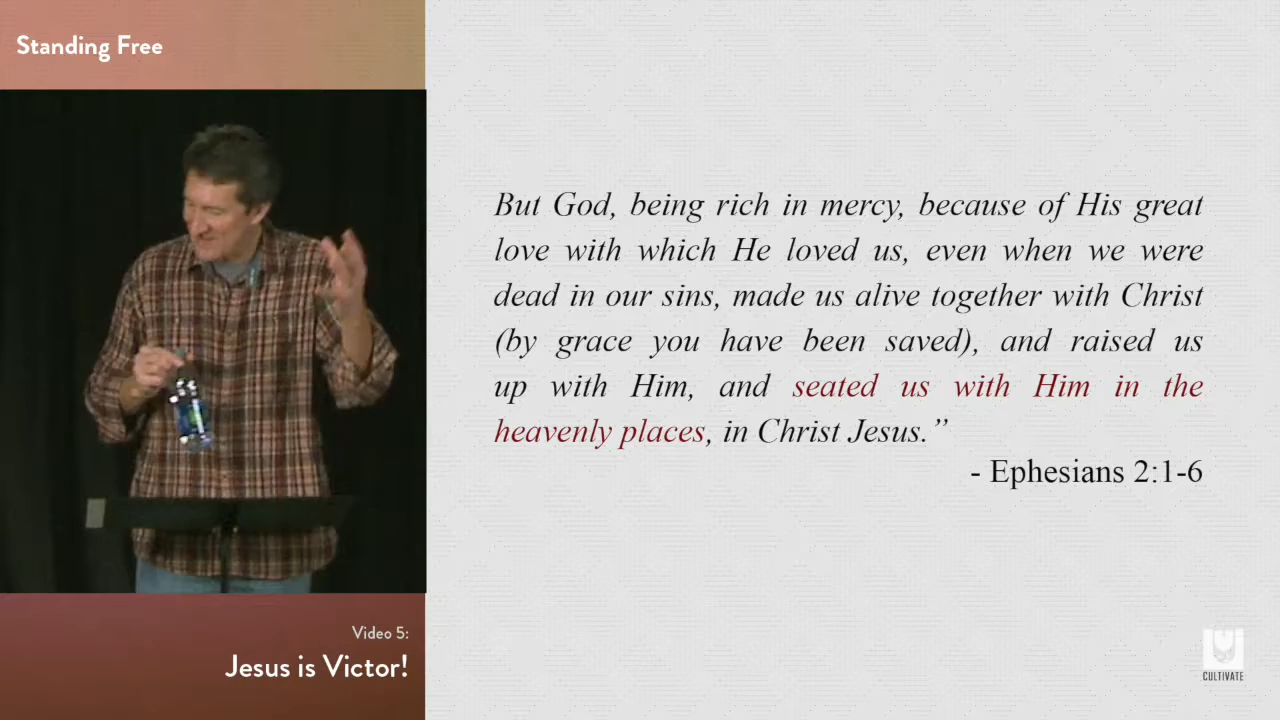 Standing Free
But God, being rich in mercy, because of His great
love with which He loved us, even when we were
dead in our sins, made us alive together with Christ
(by grace you have been saved), and raised us
up with Him, and seated us with Him in the
heavenly places, in Christ Jesus.”
- Ephesians 2:1-6
Video 5:
Jesus is Victor!
CULTIVATE